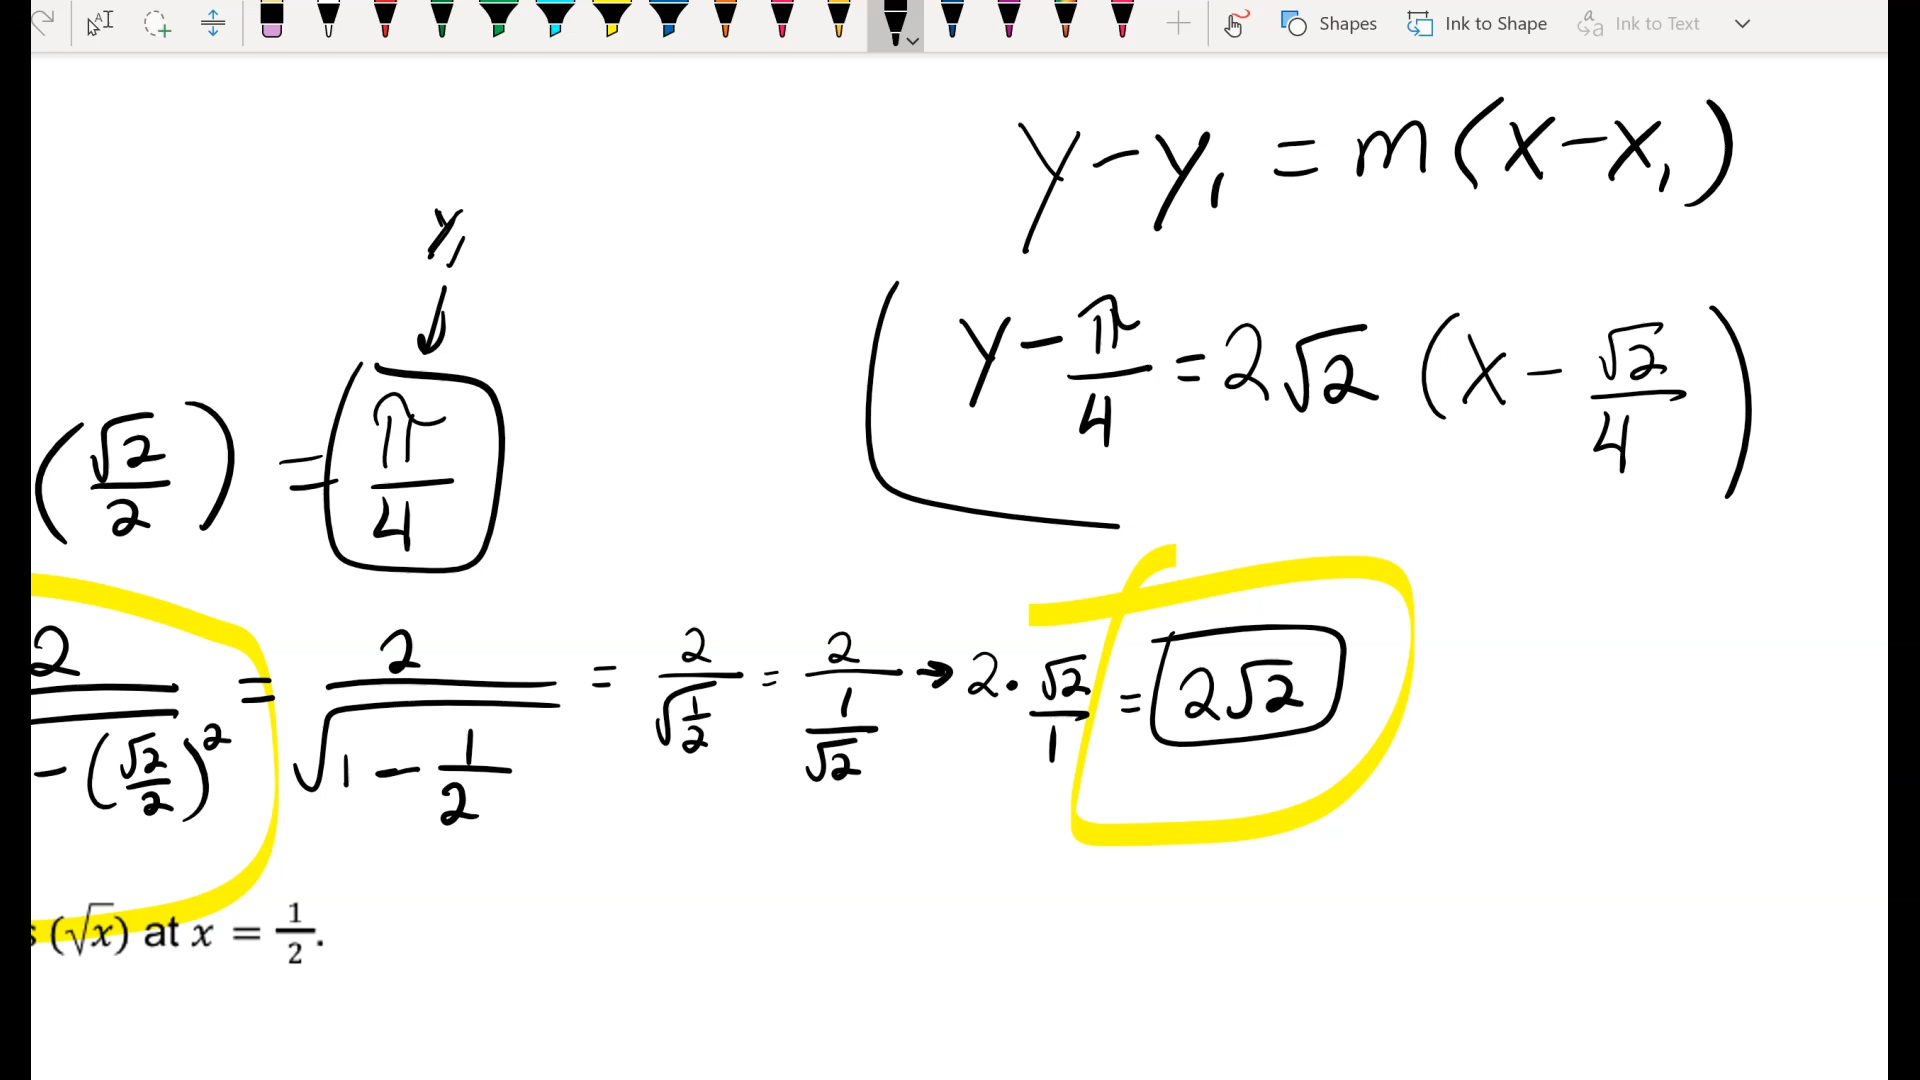 Shapes Ink to Shape Ink to Text
y - y₁ = m(x - x₁)
y₁
y - π/4 = 2√2 (x - √2/4)
(√2/2) = π/4
2/ - (√2/2)² = 2/√(1 - 1/2) = 2/√(1/2) = 2/(1/√2) → 2 · √2/1 = 2√2
s (√x) at x = 1/2.